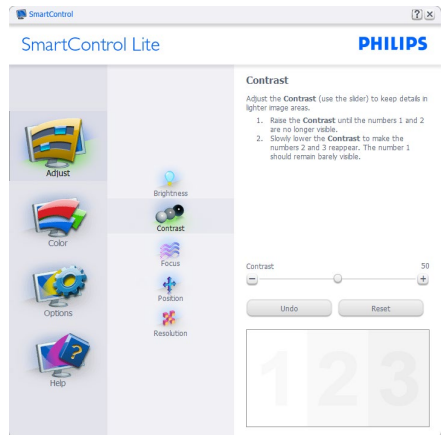 SmartControl
SmartControl Lite
PHILIPS
Adjust
Color
Options
Help
Brightness
Contrast
Focus
Position
Resolution
Contrast
Adjust the Contrast (use the slider) to keep details in
lighter image areas.
1. Raise the Contrast until the numbers 1 and 2
are no longer visible.
2. Slowly lower the Contrast to make the
numbers 2 and 3 reappear. The number 1
should remain barely visible.
Contrast 50
Undo Reset
1 2 3